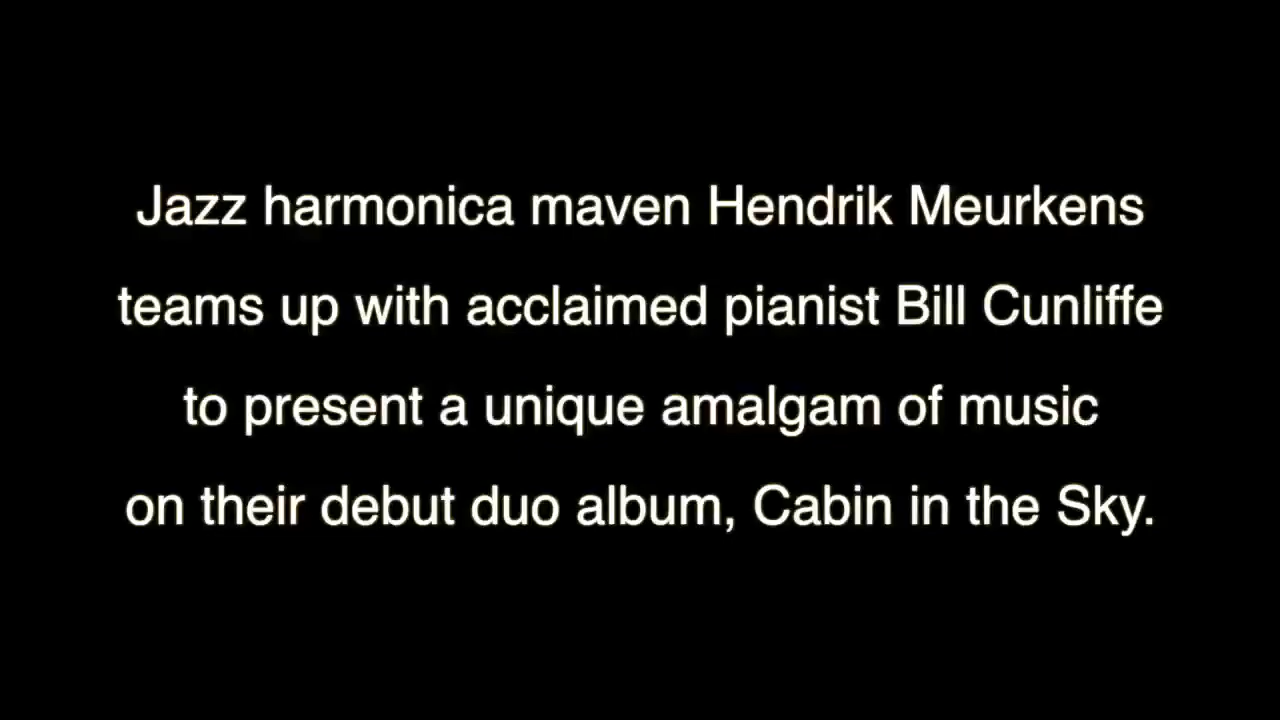 Jazz harmonica maven Hendrik Meurkens
teams up with acclaimed pianist Bill Cunliffe
to present a unique amalgam of music
on their debut duo album, Cabin in the Sky.